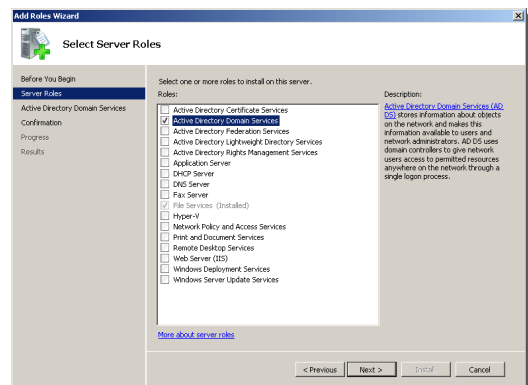 Add Roles Wizard
Select Server Roles
Before You Begin
Server Roles
Active Directory Domain Services
Confirmation
Progress
Results
Select one or more roles to install on this server.
Roles:
Active Directory Certificate Services
Active Directory Domain Services
Active Directory Federation Services
Active Directory Lightweight Directory Services
Active Directory Rights Management Services
Application Server
DHCP Server
DNS Server
Fax Server
File Services (Installed)
Hyper-V
Network Policy and Access Services
Print and Document Services
Remote Desktop Services
Web Server (IIS)
Windows Deployment Services
Windows Server Update Services
More about server roles
Description:
Active Directory Domain Services (AD
DS) stores information about objects
on the network and makes this
information available to users and
network administrators. AD DS uses
domain controllers to give network
users access to permitted resources
anywhere on the network through a
single logon process.
< Previous
Next >
Install
Cancel